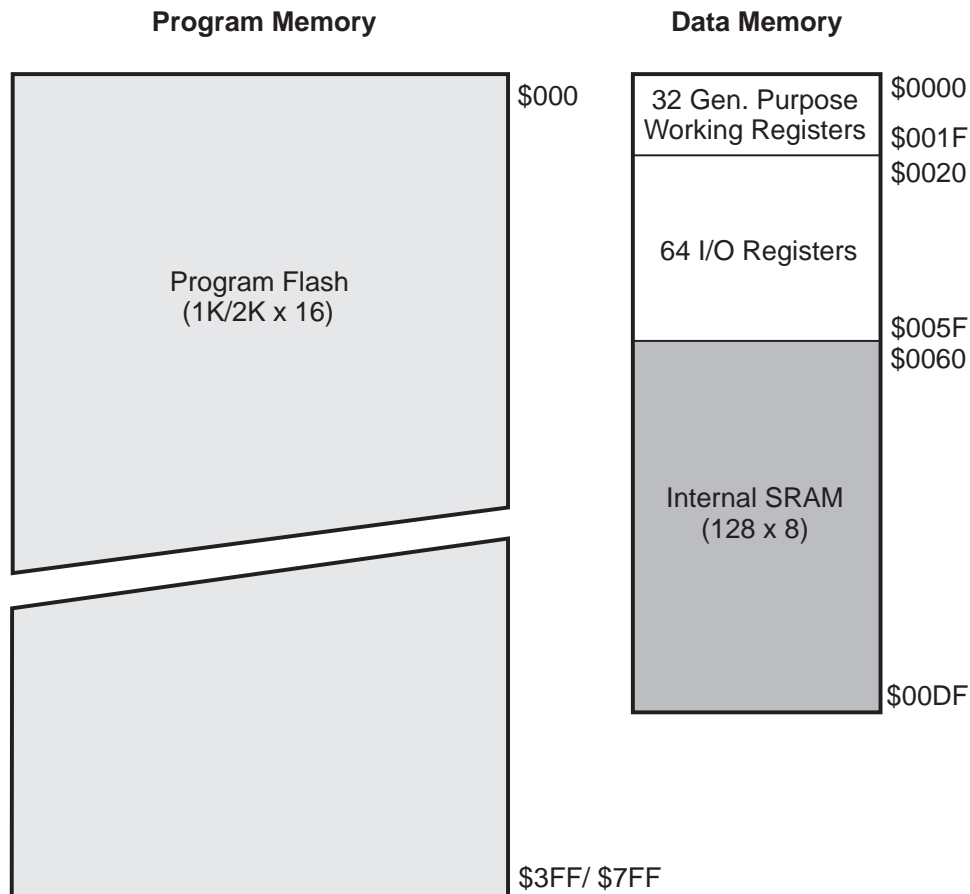 Program Memory
$000
Program Flash
(1K/2K x 16)
$3FF/ $7FF
Data Memory
32 Gen. Purpose
Working Registers
$0000
$001F
$0020
64 I/O Registers
$005F
$0060
Internal SRAM
(128 x 8)
$00DF